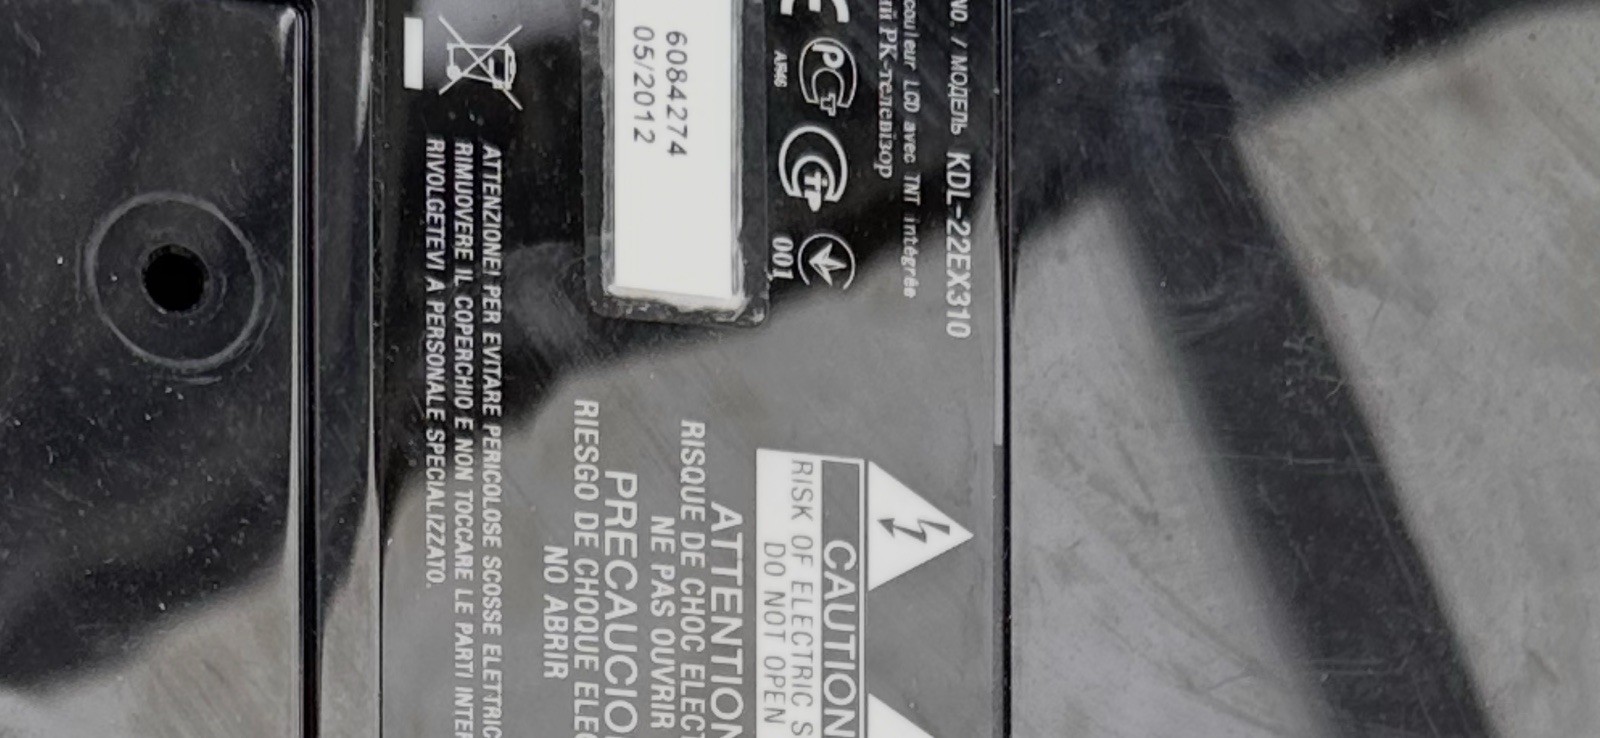 NO. / МОДЕЛЬ KDL-22EX310
couleur LCD avec TNT intégrée
РК-телевізор
АЯ46
001
6084274
05/2012
CAUTION
RISK OF ELECTRIC
DO NOT OPEN
ATTENTION
RISQUE DE CHOC
NE PAS OUVRIR
RIESGO DE CHOQUE
NO ABRIR
ATTENZIONE! PER EVITARE PERICOLOSE SCOSSE
RIMUOVERE IL COPERCHIO E NON TOCCARE LE PARTI
RIVOLGETEVI A PERSONALE SPECIALIZZATO.